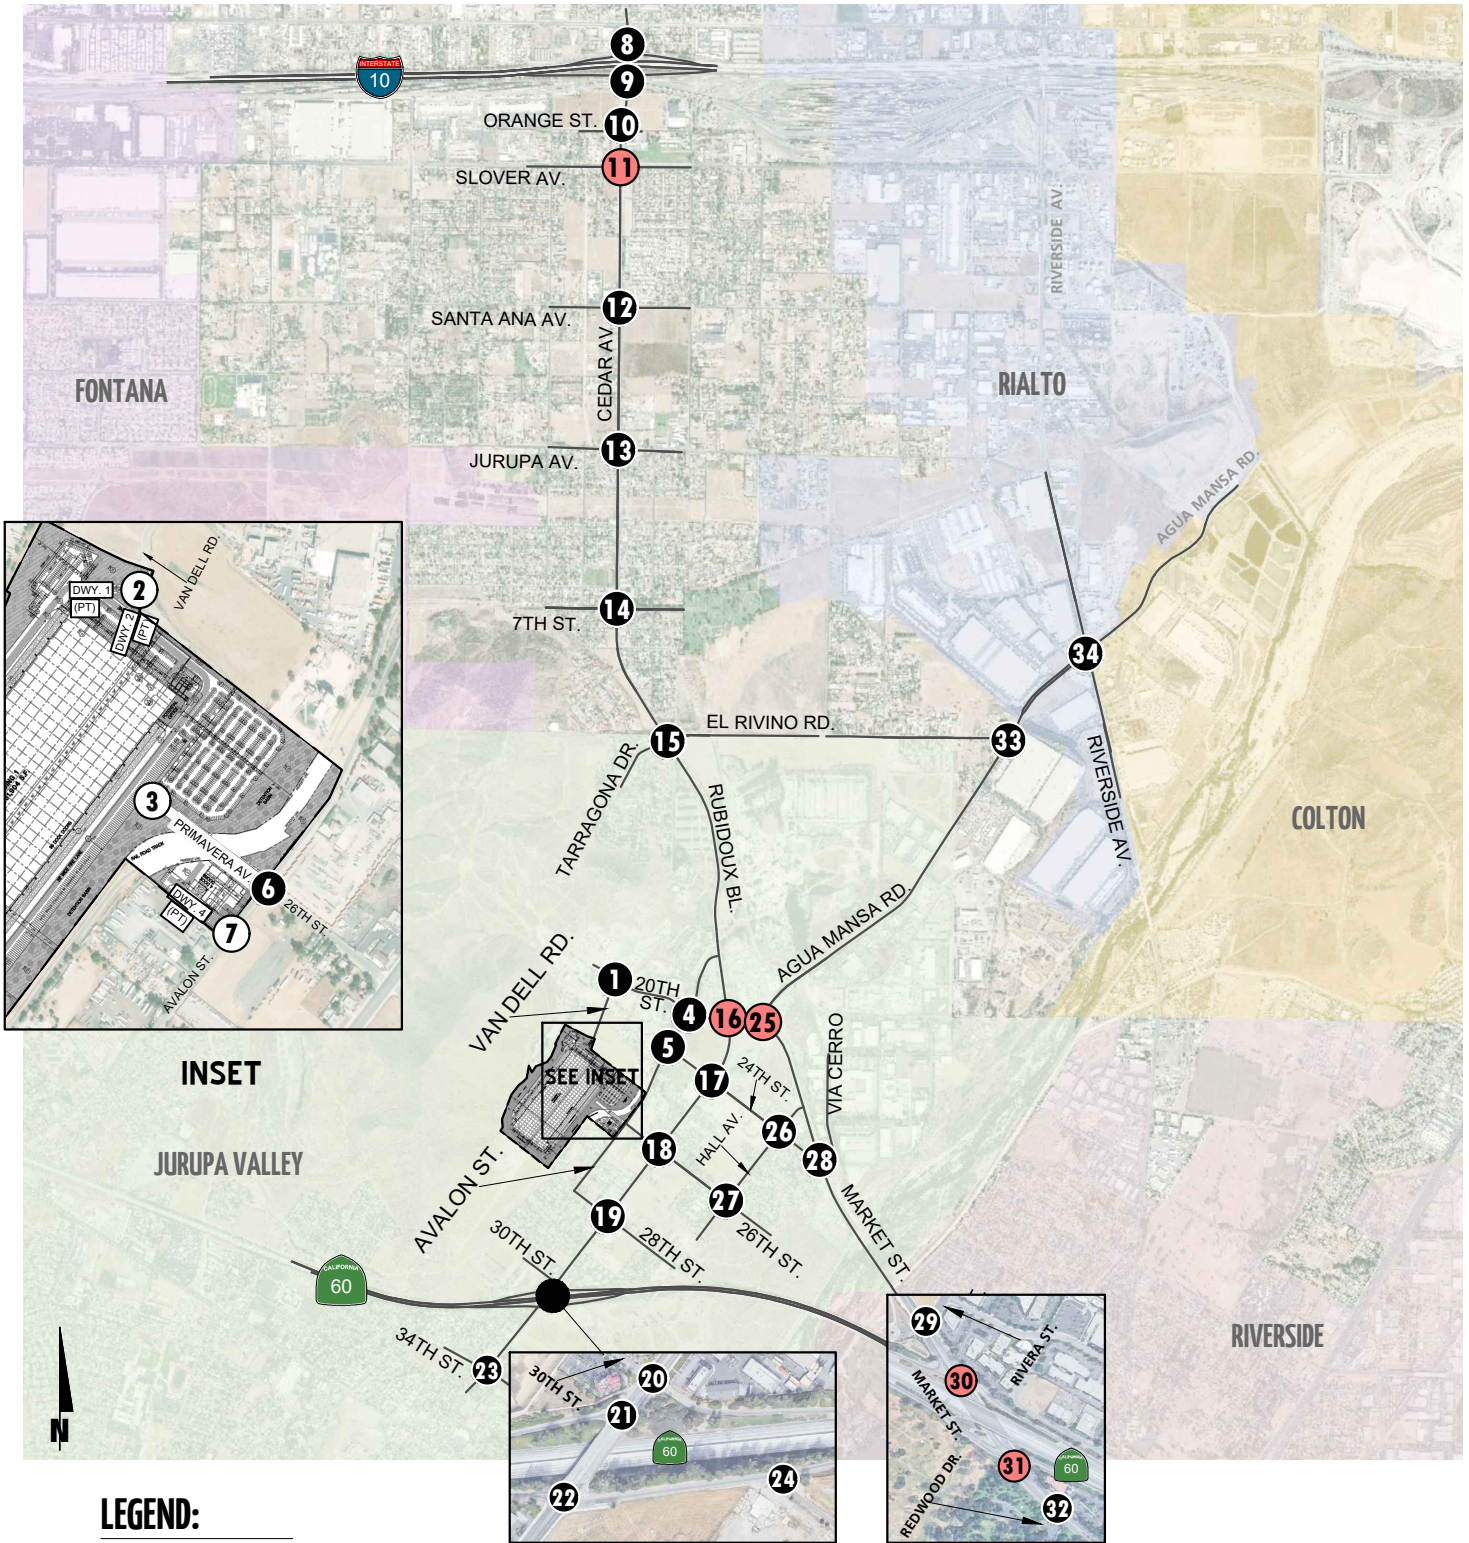 8
INTERSTATE
10
9
ORANGE ST.
10
11
SLOVER AV.
RIVERSIDE AV.
12
SANTA ANA AV.
CEDAR AV.
FONTANA
RIALTO
13
JURUPA AV.
AGUA MANSA RD.
VAN DELL RD.
DWY. 1
(PT)
2
DWY. 2
(PT)
14
7TH ST.
34
EL RIVINO RD.
15
33
TARRAGONA DR.
RIVERSIDE AV.
RUBIDOUX BL.
3
PRIMAVERA AV.
COLTON
RAIL ROAD TRACK
6
DWY. 4
(PT)
26TH ST.
7
AVALON ST.
AGUA MANSA RD.
VAN DELL RD.
1
20TH
ST.
4
16
25
VIA CERRO
INSET
5
SEE INSET
17
24TH ST.
26
HALL AV.
18
28
JURUPA VALLEY
AVALON ST.
27
MARKET ST.
19
26TH ST.
28TH ST.
30TH ST.
CALIFORNIA
60
29
RIVERA ST.
RIVERSIDE
34TH ST.
23
30TH ST.
20
30
MARKET ST.
21
CALIFORNIA
60
31
CALIFORNIA
60
24
22
REDWOOD DR.
32
N
LEGEND: